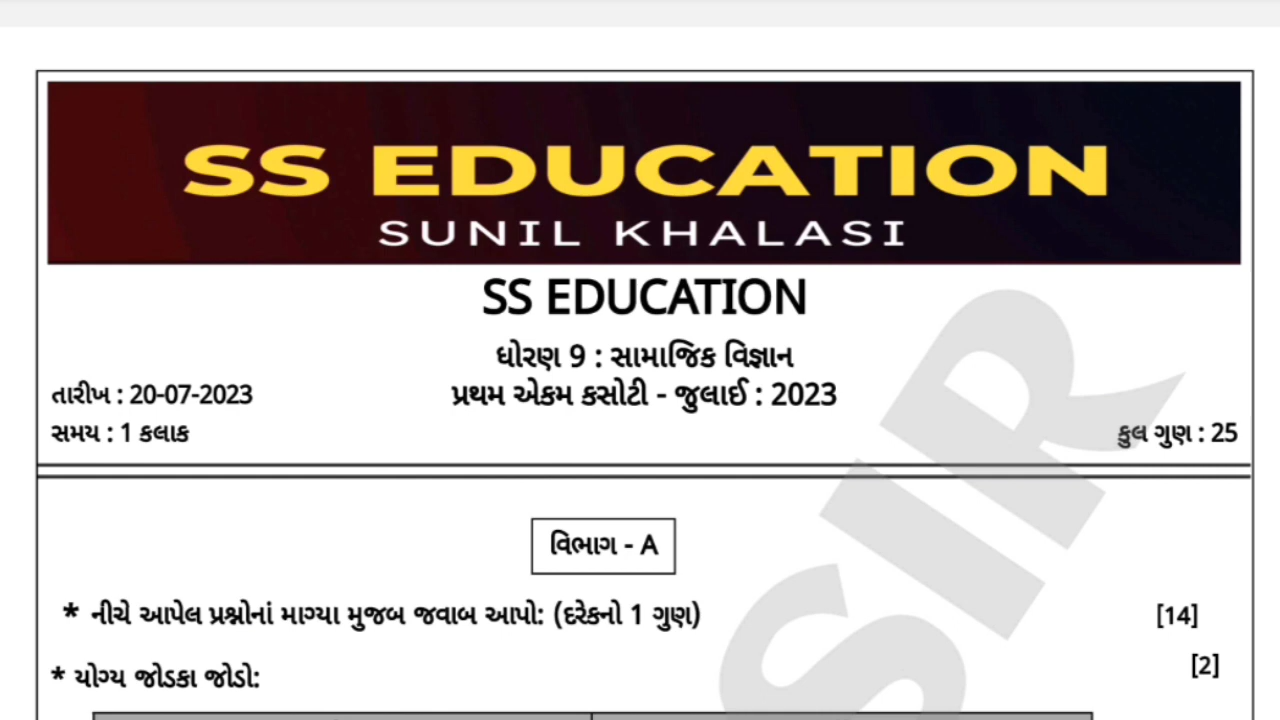 SS EDUCATION
SUNIL KHALASI
SS EDUCATION
ધોરણ 9 : સામાજિક વિજ્ઞાન
તારીખ : 20-07-2023
પ્રથમ એકમ કસોટી - જુલાઈ : 2023
સમય : 1 કલાક
કુલ ગુણ : 25
વિભાગ - A
* નીચે આપેલ પ્રશ્નોનાં માગ્યા મુજબ જવાબ આપો: (દરેકનો 1 ગુણ) [14]
* યોગ્ય જોડકા જોડો: [2]
SIR